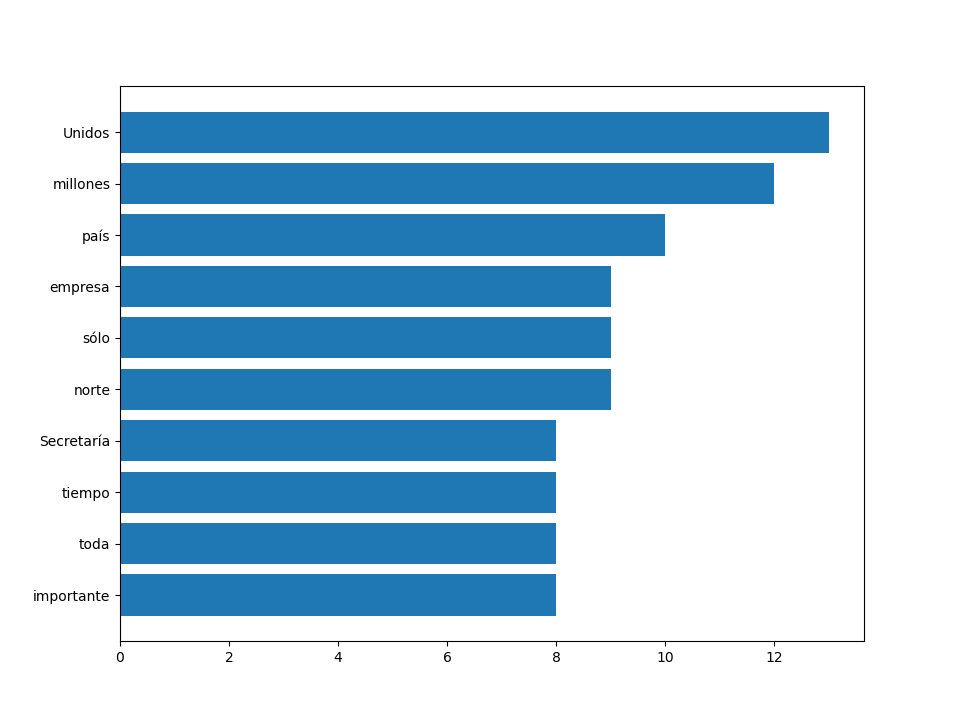 Unidos
millones
país
empresa
sólo
norte
Secretaría
tiempo
toda
importante
0 2 4 6 8 10 12